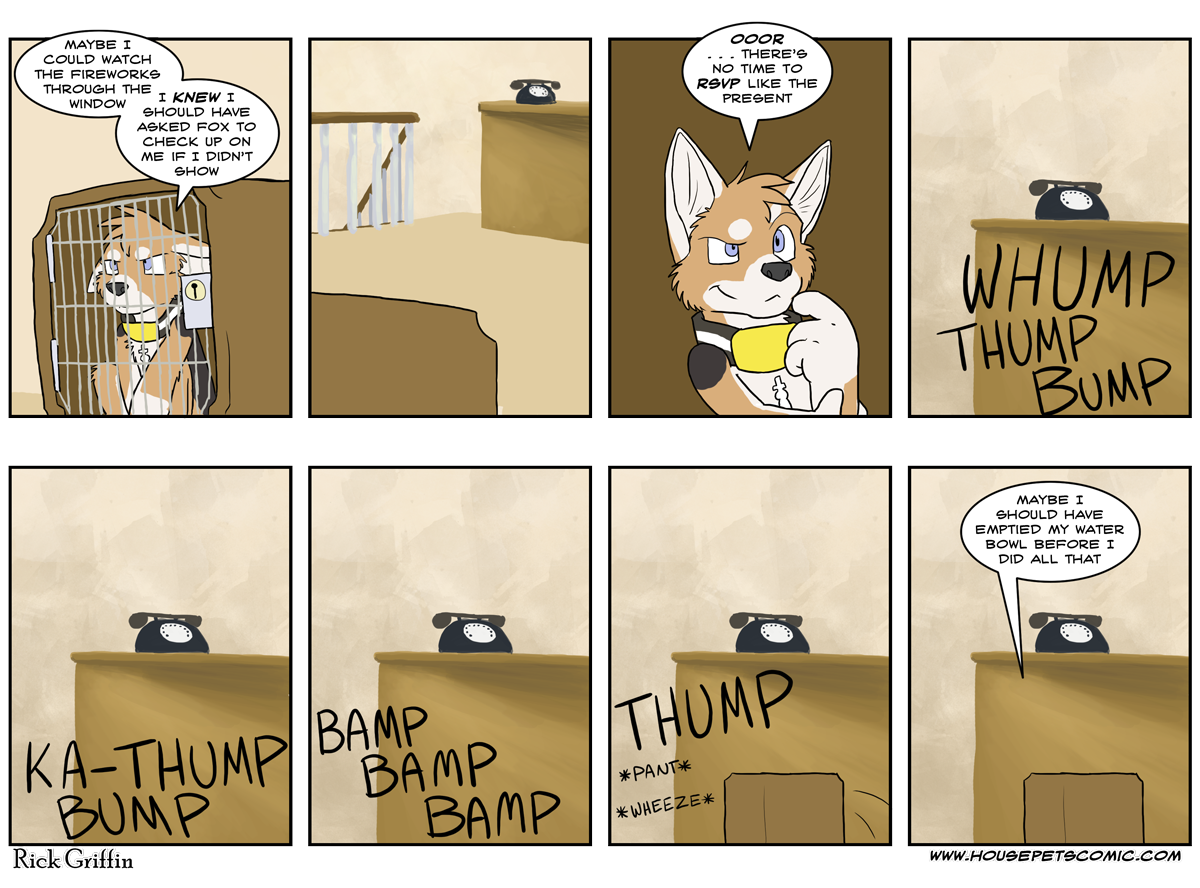 MAYBE I
COULD WATCH
THE FIREWORKS
THROUGH THE
WINDOW
I KNEW I
SHOULD HAVE
ASKED FOX TO
CHECK UP ON
ME IF I DIDN'T
SHOW
OOOR
. . . THERE'S
NO TIME TO
RSVP LIKE THE
PRESENT
WHUMP
THUMP
BUMP
KA-THUMP
BUMP
BAMP
BAMP
BAMP
THUMP
*PANT*
*WHEEZE*
MAYBE I
SHOULD HAVE
EMPTIED MY WATER
BOWL BEFORE I
DID ALL THAT
Rick Griffin
WWW.HOUSEPETSCOMIC.COM